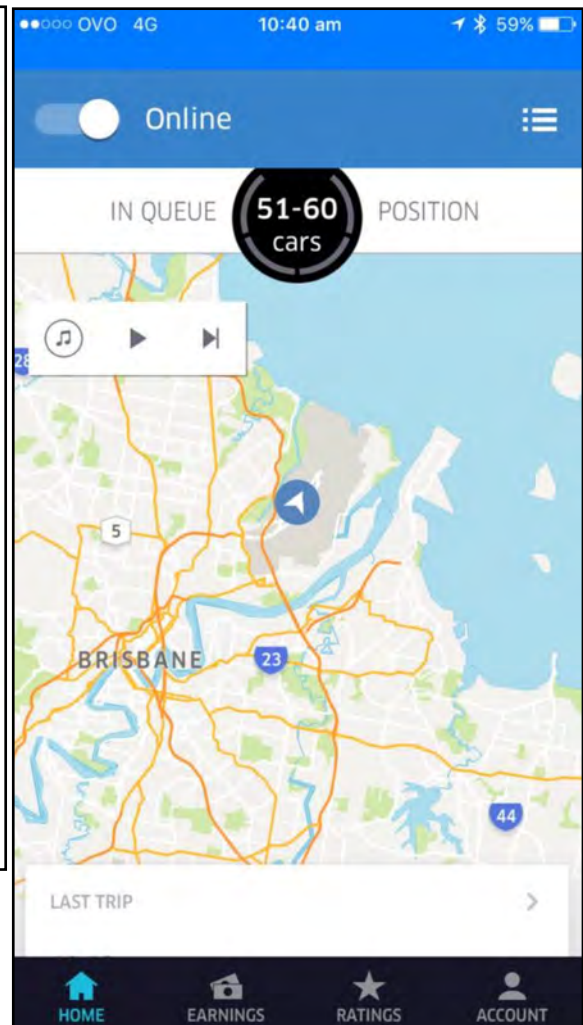 OVO 4G 10:40 am 59%
Online
IN QUEUE 51-60 cars POSITION
28
5
BRISBANE
23
44
LAST TRIP
HOME EARNINGS RATINGS ACCOUNT